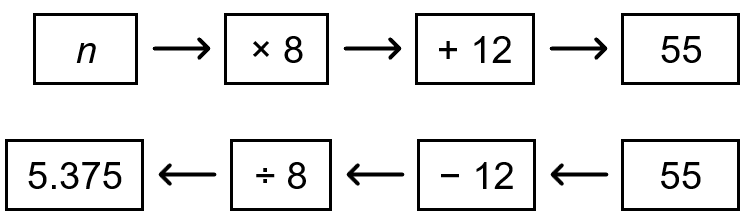 n → × 8 → + 12 → 55
5.375 ← ÷ 8 ← − 12 ← 55